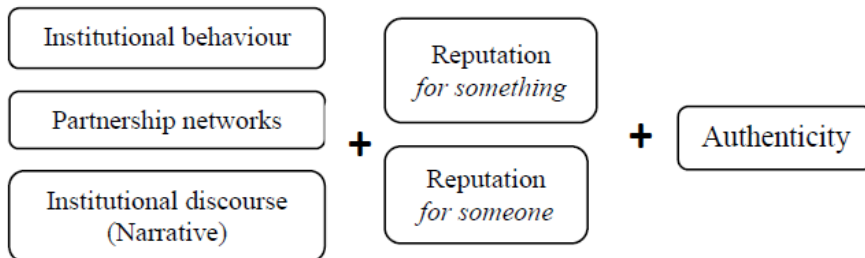 Institutional behaviour
Partnership networks
Institutional discourse
(Narrative)
+
Reputation
for something
Reputation
for someone
+
Authenticity